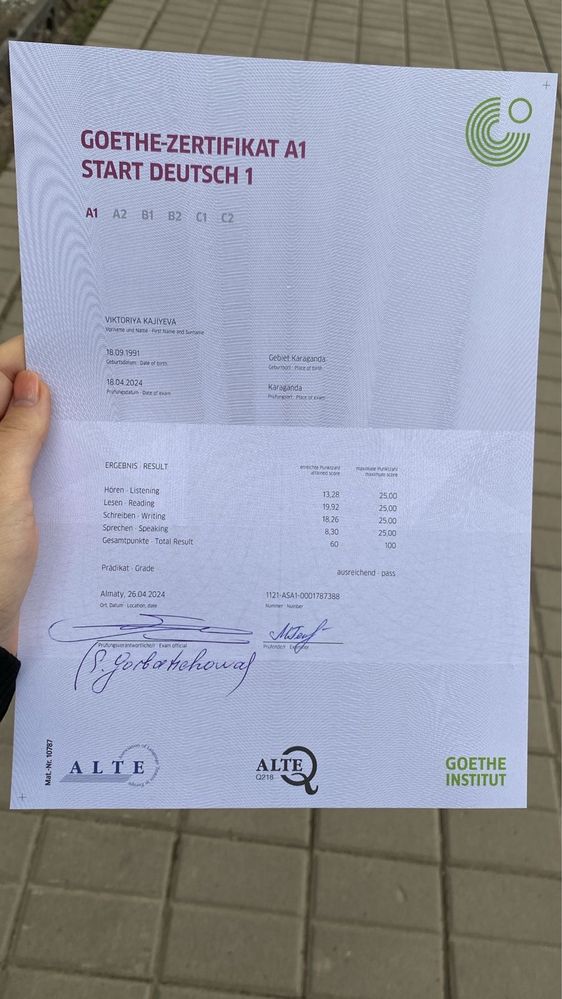 GOETHE-ZERTIFIKAT A1
START DEUTSCH 1
A1 A2 B1 B2 C1 C2
VIKTORIYA KAJIYEVA
Vorname und Name · First Name and Surname
18.09.1991 Gebiet Karaganda
Geburtsdatum · Date of birth Geburtsort · Place of birth
18.04.2024 Karaganda
Prüfungsdatum · Date of exam Prüfungsort · Place of exam
ERGEBNIS · RESULT erreichte Punktzahl maximale Punktzahl
attained score maximum score
Hören · Listening 13,28 25,00
Lesen · Reading 19,92 25,00
Schreiben · Writing 18,26 25,00
Sprechen · Speaking 8,30 25,00
Gesamtpunkte · Total Result 60 100
Prädikat · Grade ausreichend · pass
Almaty, 26.04.2024 1121-ASA1-0001787388
Ort, Datum · Location, date Nummer · Number
Prüfungsverantwortliche/r · Exam official Prüfende/r · Examiner
Mat.-Nr. 10787
ALTE
Association of Language Testers in Europe
ALTE
Q218
GOETHE
INSTITUT